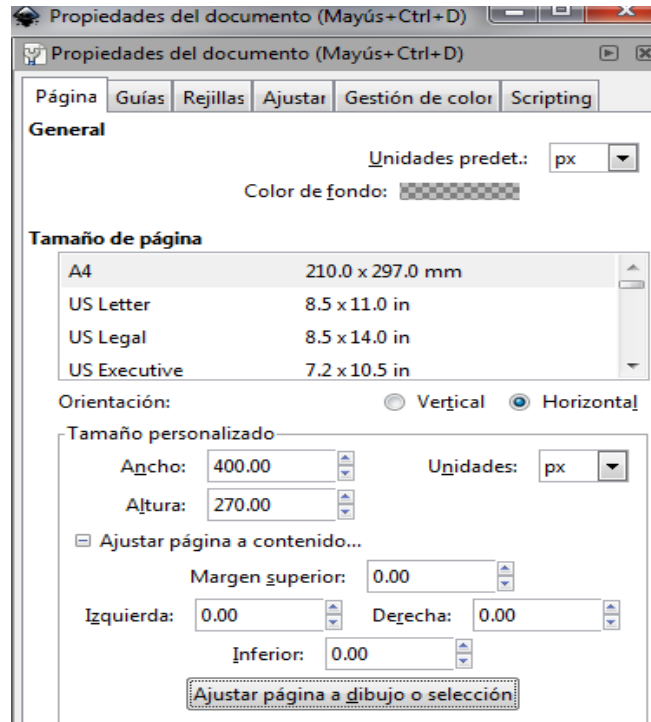 Propiedades del documento (Mayús+Ctrl+D)
Propiedades del documento (Mayús+Ctrl+D)
Página Guías Rejillas Ajustar Gestión de color Scripting
General
Unidades predet.: px
Color de fondo:
Tamaño de página
A4 210.0 x 297.0 mm
US Letter 8.5 x 11.0 in
US Legal 8.5 x 14.0 in
US Executive 7.2 x 10.5 in
Orientación: Vertical Horizontal
Tamaño personalizado
Ancho: 400.00 Unidades: px
Altura: 270.00
Ajustar página a contenido...
Margen superior: 0.00
Izquierda: 0.00 Derecha: 0.00
Inferior: 0.00
Ajustar página a dibujo o selección